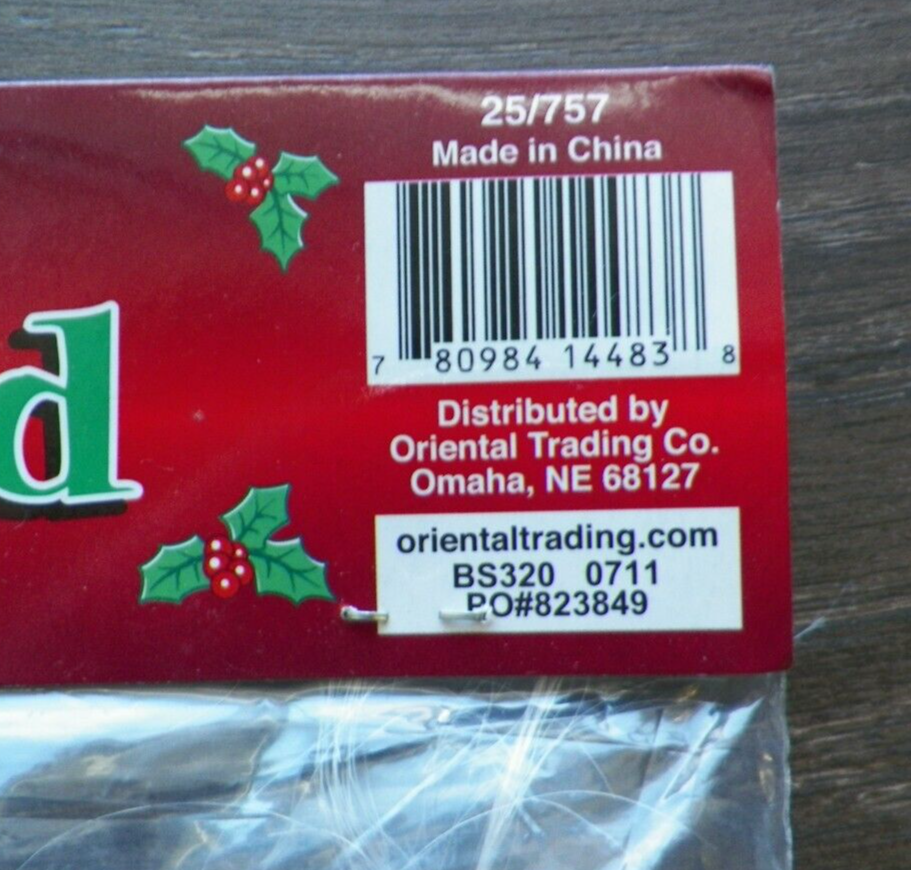 25/757
Made in China
7 80984 14483 8
d
Distributed by
Oriental Trading Co.
Omaha, NE 68127
orientaltrading.com
BS320 0711
PO#823849